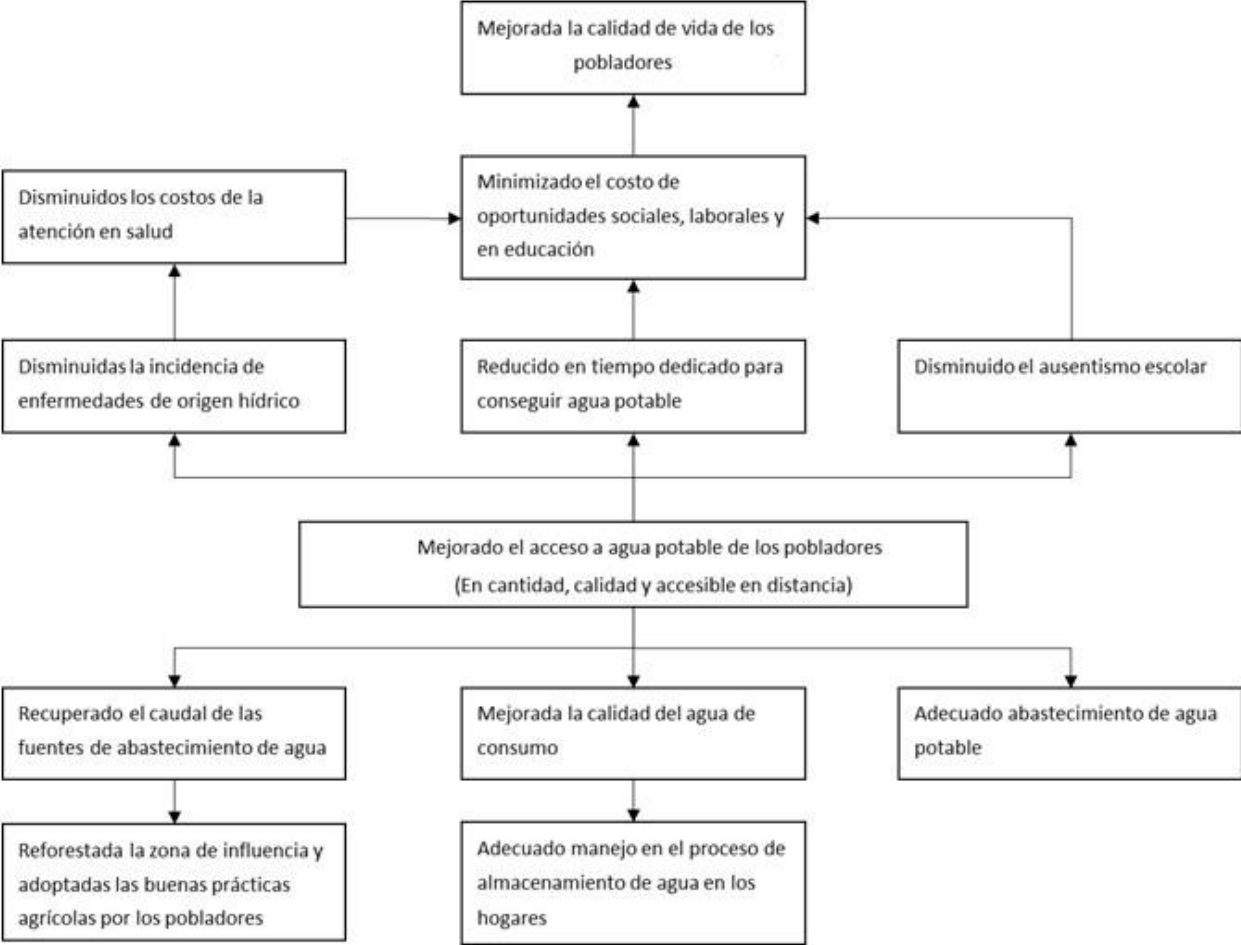 Mejorada la calidad de vida de los
pobladores
Disminuidos los costos de la
atención en salud
Minimizado el costo de
oportunidades sociales, laborales y
en educación
Disminuidas la incidencia de
enfermedades de origen hídrico
Reducido en tiempo dedicado para
conseguir agua potable
Disminuido el ausentismo escolar
Mejorado el acceso a agua potable de los pobladores
(En cantidad, calidad y accesible en distancia)
Recuperado el caudal de las
fuentes de abastecimiento de agua
Mejorada la calidad del agua de
consumo
Adecuado abastecimiento de agua
potable
Reforestada la zona de influencia y
adoptadas las buenas prácticas
agrícolas por los pobladores
Adecuado manejo en el proceso de
almacenamiento de agua en los
hogares